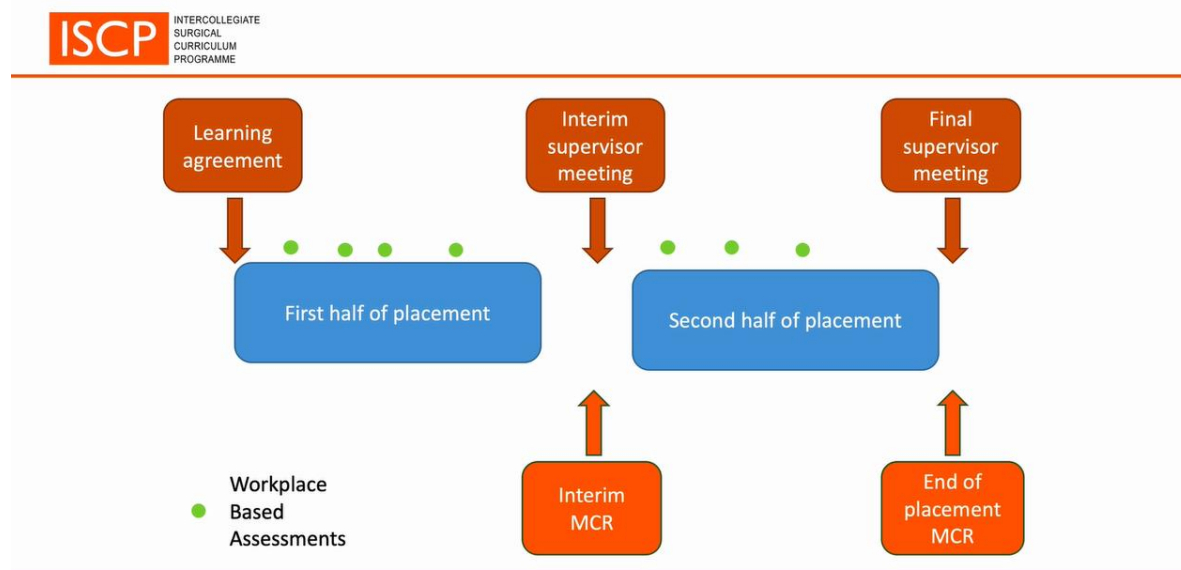 ISCP
INTERCOLLEGIATE
SURGICAL
CURRICULUM
PROGRAMME
Learning
agreement
Interim
supervisor
meeting
Final
supervisor
meeting
First half of placement
Second half of placement
Workplace
Based
Assessments
Interim
MCR
End of
placement
MCR